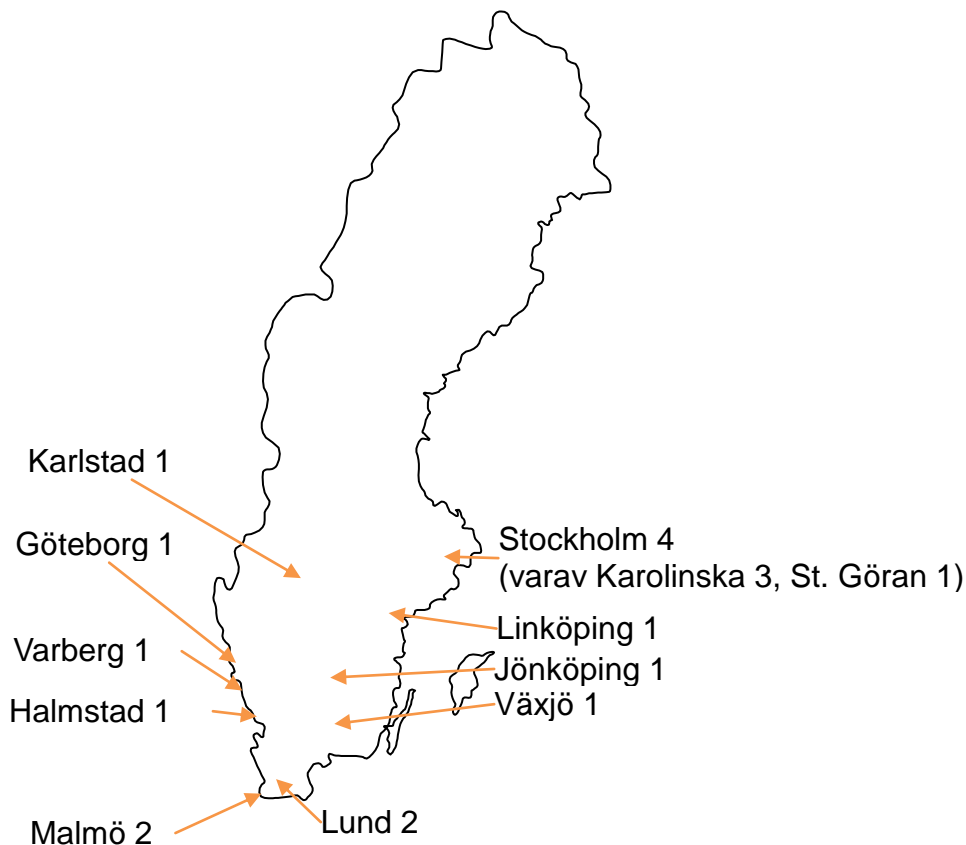 Karlstad 1
Göteborg 1
Varberg 1
Halmstad 1
Malmö 2
Lund 2
Stockholm 4
(varav Karolinska 3, St. Göran 1)
Linköping 1
Jönköping 1
Växjö 1